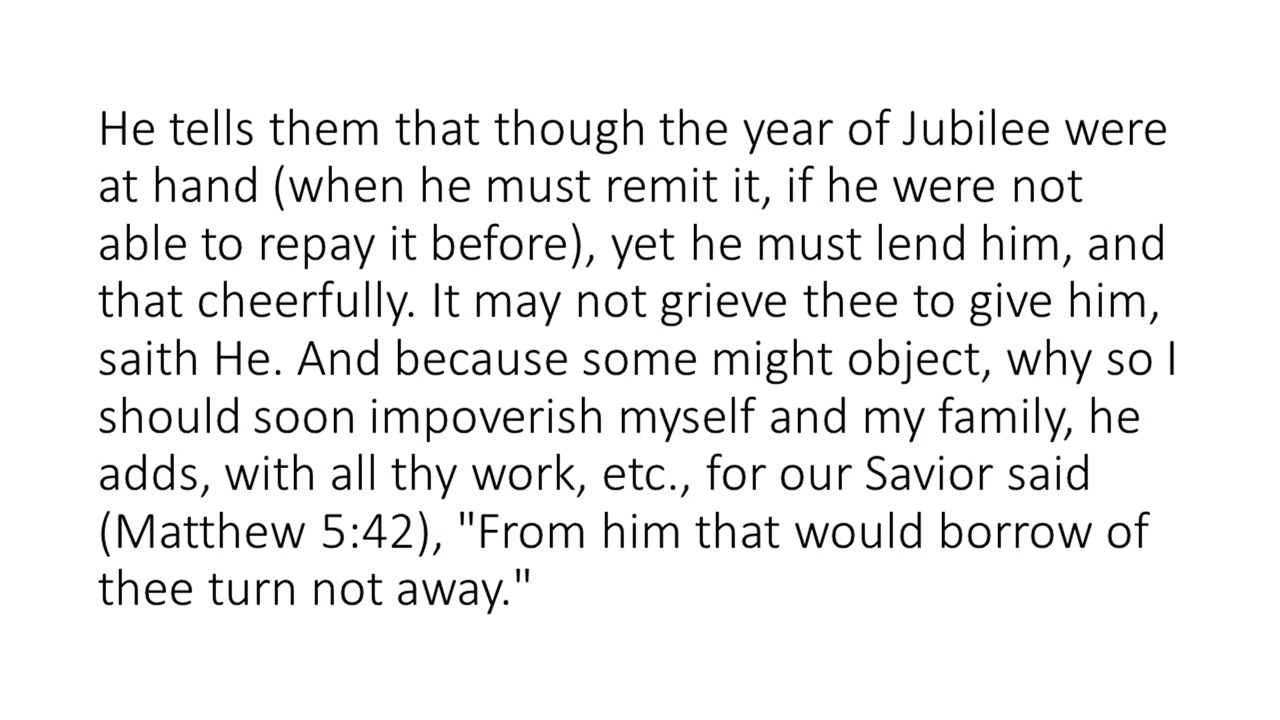 He tells them that though the year of Jubilee were
at hand (when he must remit it, if he were not
able to repay it before), yet he must lend him, and
that cheerfully. It may not grieve thee to give him,
saith He. And because some might object, why so I
should soon impoverish myself and my family, he
adds, with all thy work, etc., for our Savior said
(Matthew 5:42), "From him that would borrow of
thee turn not away."